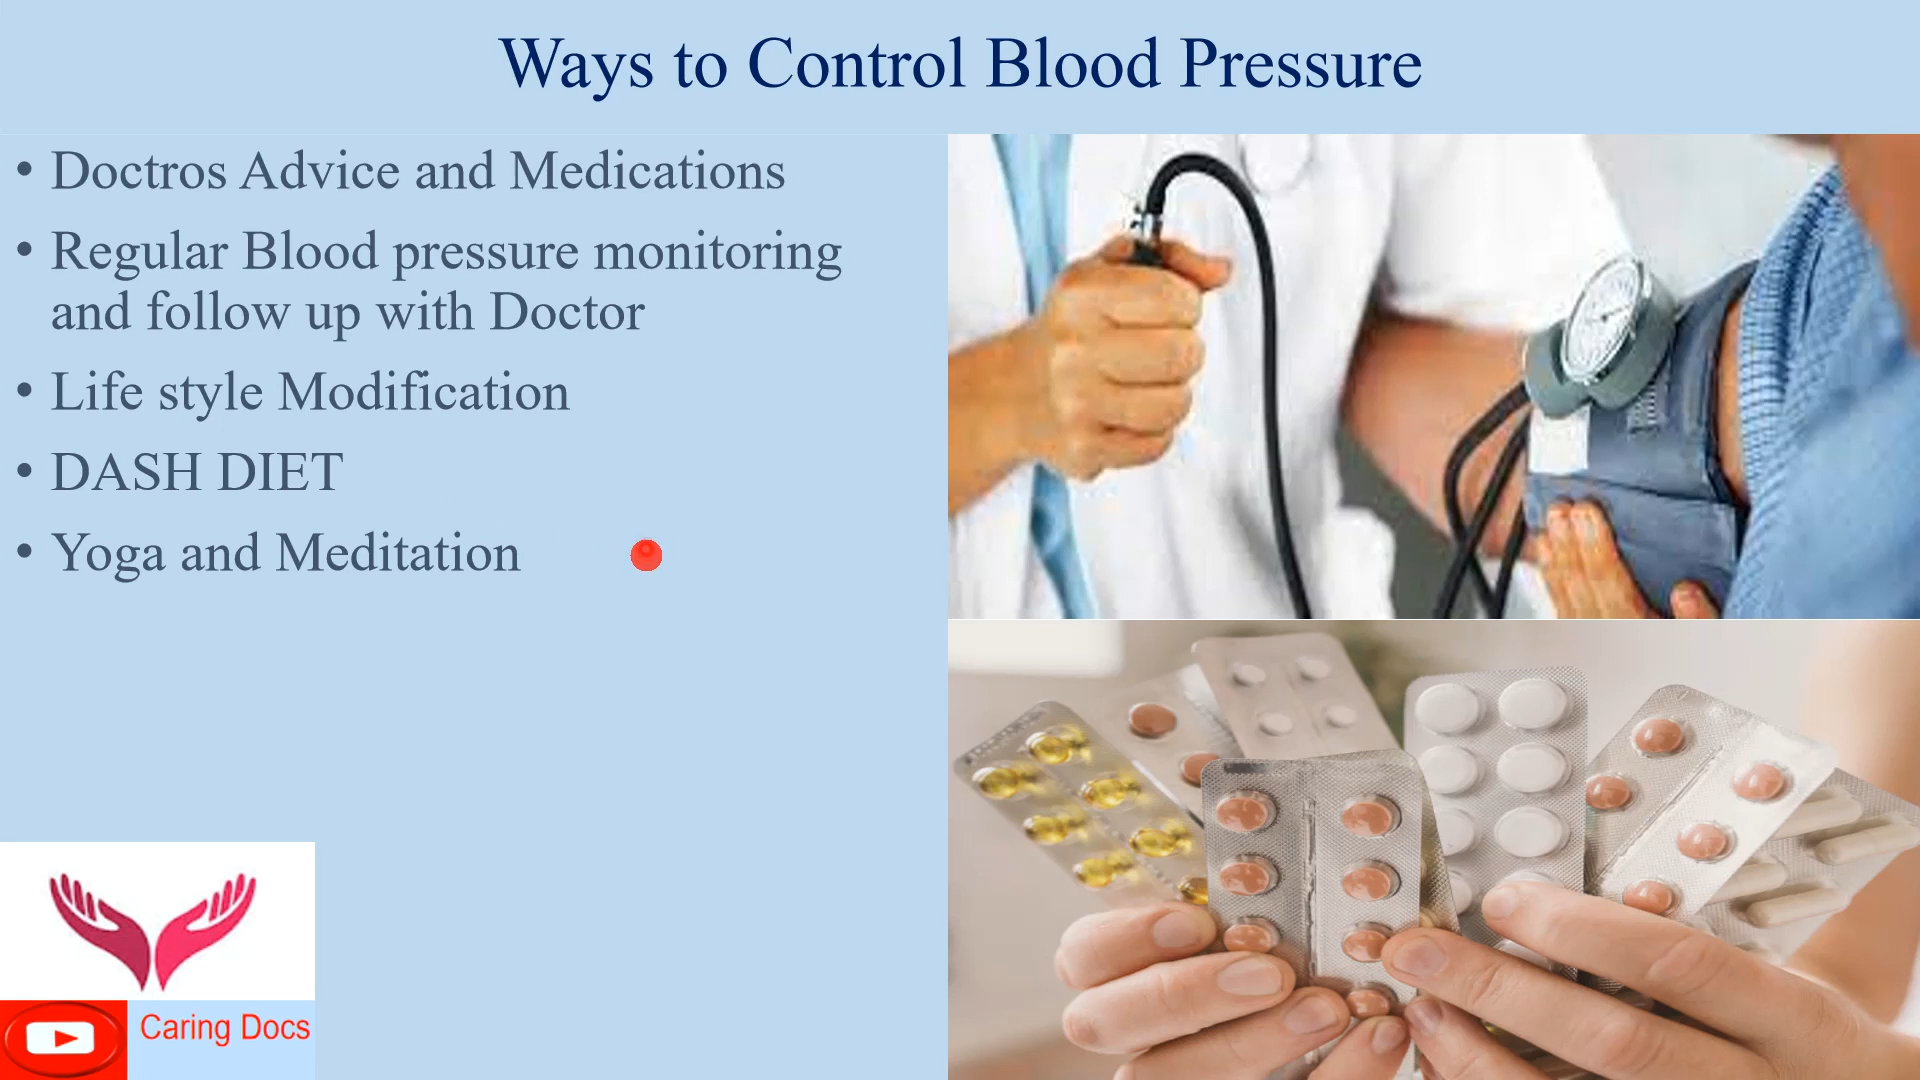 Ways to Control Blood Pressure
• Doctros Advice and Medications
• Regular Blood pressure monitoring
and follow up with Doctor
• Life style Modification
• DASH DIET
• Yoga and Meditation
Caring Docs